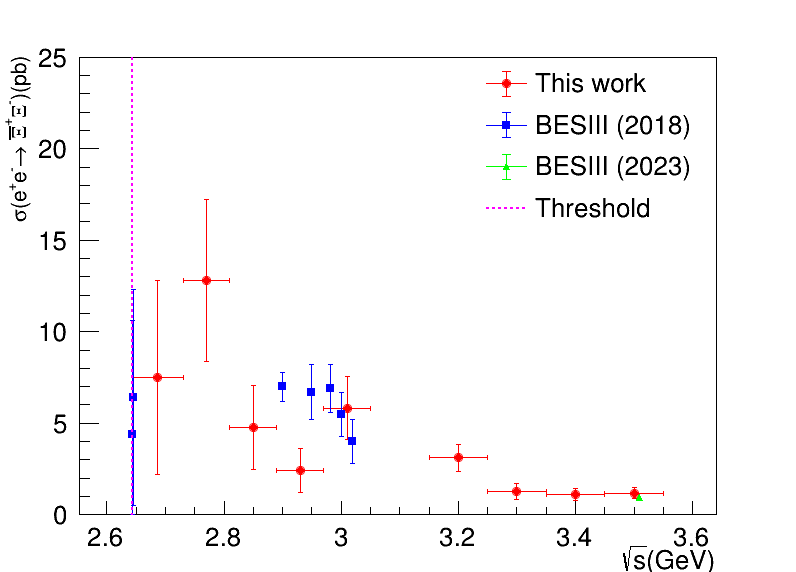 σ(e⁺e⁻→ Ξ̅⁺Ξ⁻)(pb)
25
20
15
10
5
0
This work
BESIII (2018)
BESIII (2023)
Threshold
2.6 2.8 3 3.2 3.4 3.6
√s(GeV)